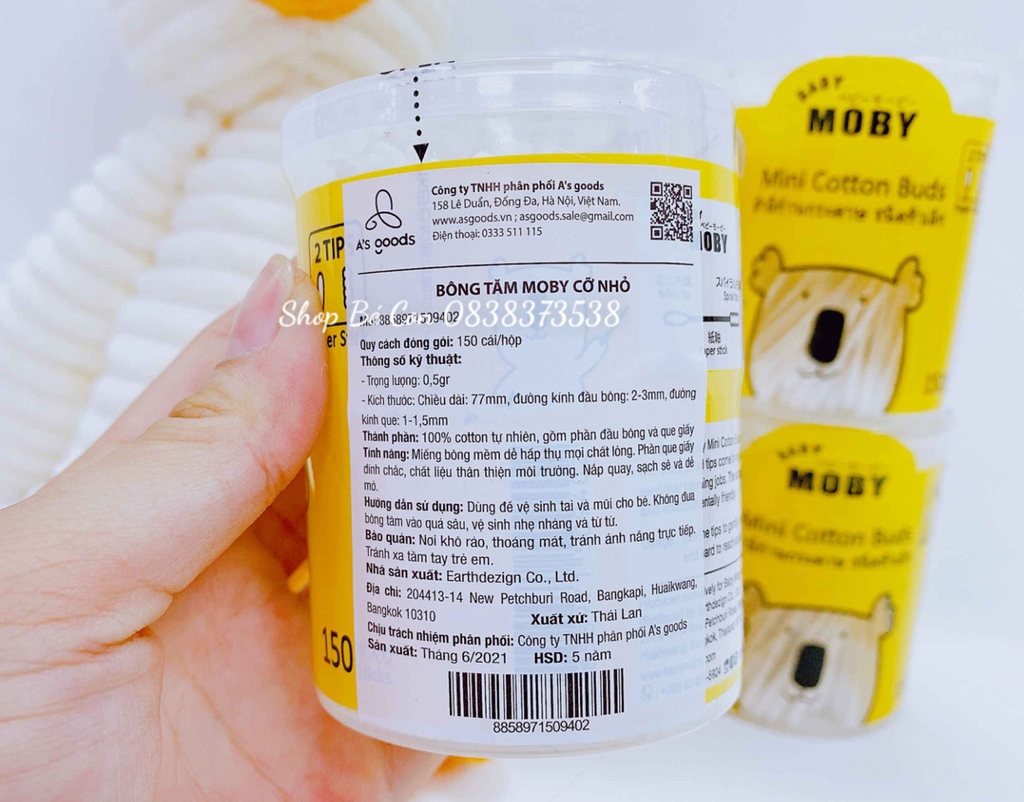 A's goods
Công ty TNHH phân phối A's goods
158 Lê Duẩn, Đống Đa, Hà Nội, Việt Nam.
www.asgoods.vn ; asgoods.sale@gmail.com
Điện thoại: 0333 511 115
BÔNG TĂM MOBY CỠ NHỎ
Mã: 8858971509402
Shop Bé Cưng 0838373538
Quy cách đóng gói: 150 cái/hộp
Thông số kỹ thuật:
- Trọng lượng: 0,5gr
- Kích thước: Chiều dài: 77mm, đường kính đầu bông: 2-3mm, đường
kính que: 1-1,5mm
Thành phần: 100% cotton tự nhiên, gồm phần đầu bông và que giấy
Tính năng: Miếng bông mềm dễ hấp thụ mọi chất lỏng. Phần que giấy
dính chắc, chất liệu thân thiện môi trường. Nắp quay, sạch sẽ và dễ
mở.
Hướng dẫn sử dụng: Dùng để vệ sinh tai và mũi cho bé. Không đưa
bông tăm vào quá sâu, vệ sinh nhẹ nhàng và từ từ.
Bảo quản: Nơi khô ráo, thoáng mát, tránh ánh nắng trực tiếp.
Tránh xa tầm tay trẻ em.
Nhà sản xuất: Earthdezign Co., Ltd.
Địa chỉ: 204413-14 New Petchburi Road, Bangkapi, Huaikwang,
Bangkok 10310
Xuất xứ: Thái Lan
Chịu trách nhiệm phân phối: Công ty TNHH phân phối A's goods
Sản xuất: Tháng 6/2021 HSD: 5 năm
8858971509402
2 TIP
150
BABY
MOBY
Mini Cotton Buds
BABY
MOBY
Mini Cotton Buds